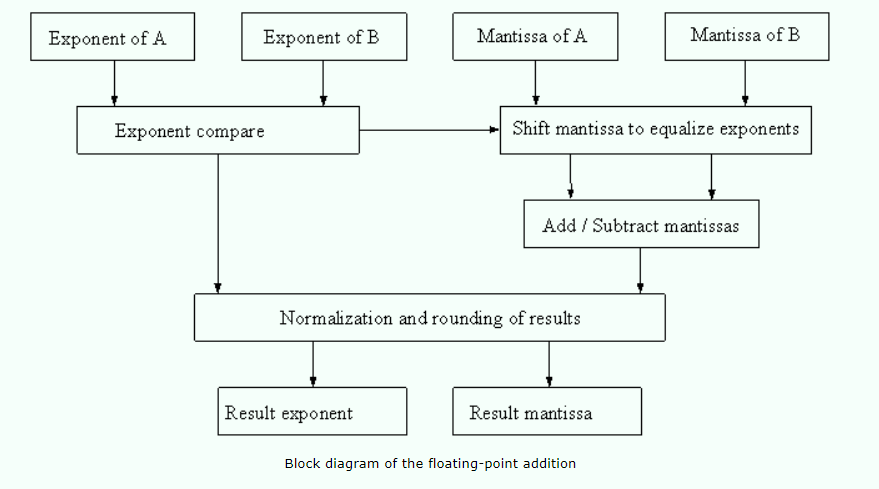 Exponent of A
Exponent of B
Mantissa of A
Mantissa of B
Exponent compare
Shift mantissa to equalize exponents
Add / Subtract mantissas
Normalization and rounding of results
Result exponent
Result mantissa
Block diagram of the floating-point addition